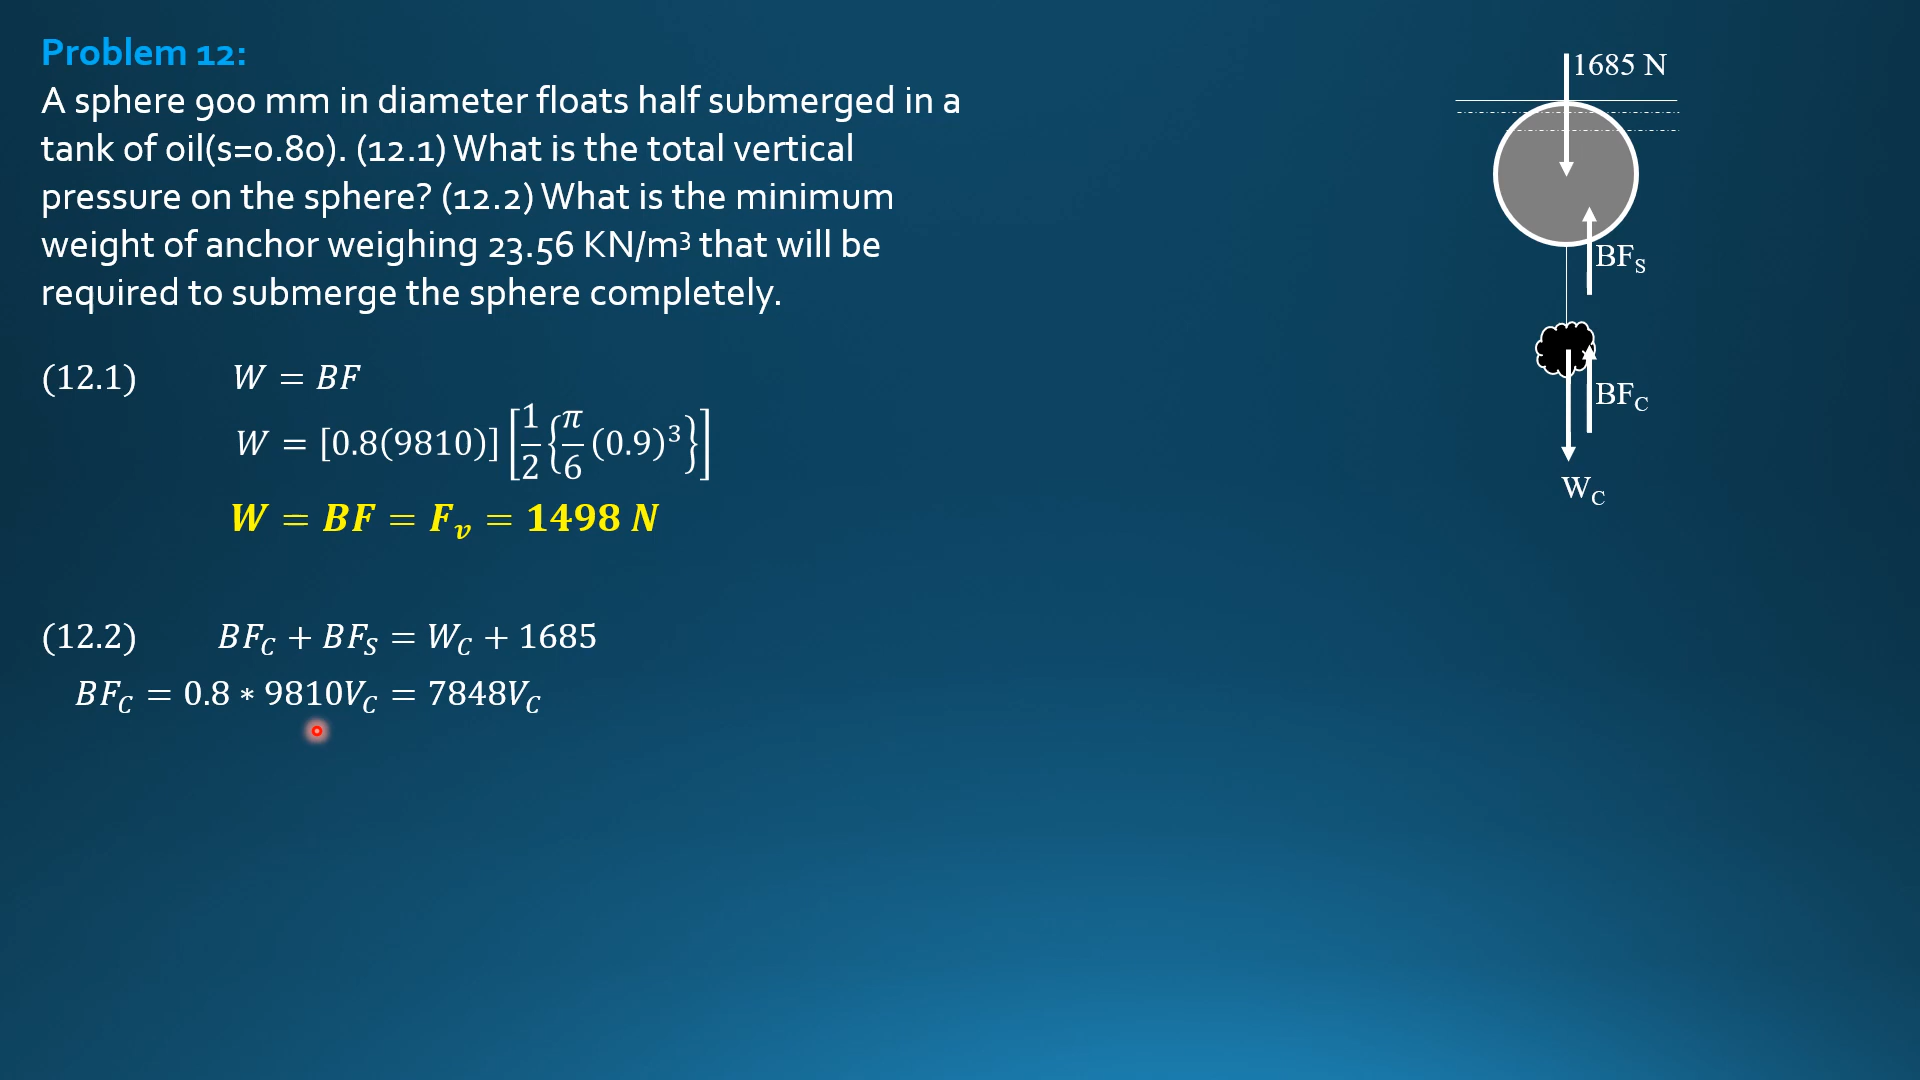 Problem 12:
A sphere 900 mm in diameter floats half submerged in a
tank of oil(s=0.80). (12.1) What is the total vertical
pressure on the sphere? (12.2) What is the minimum
weight of anchor weighing 23.56 KN/m³ that will be
required to submerge the sphere completely.
(12.1) W = BF
W = [0.8(9810)] [1/2 {π/6 (0.9)³}]
W = BF = F_v = 1498 N
(12.2) BF_C + BF_S = W_C + 1685
BF_C = 0.8 * 9810V_C = 7848V_C
1685 N
BF_S
BF_C
W_C